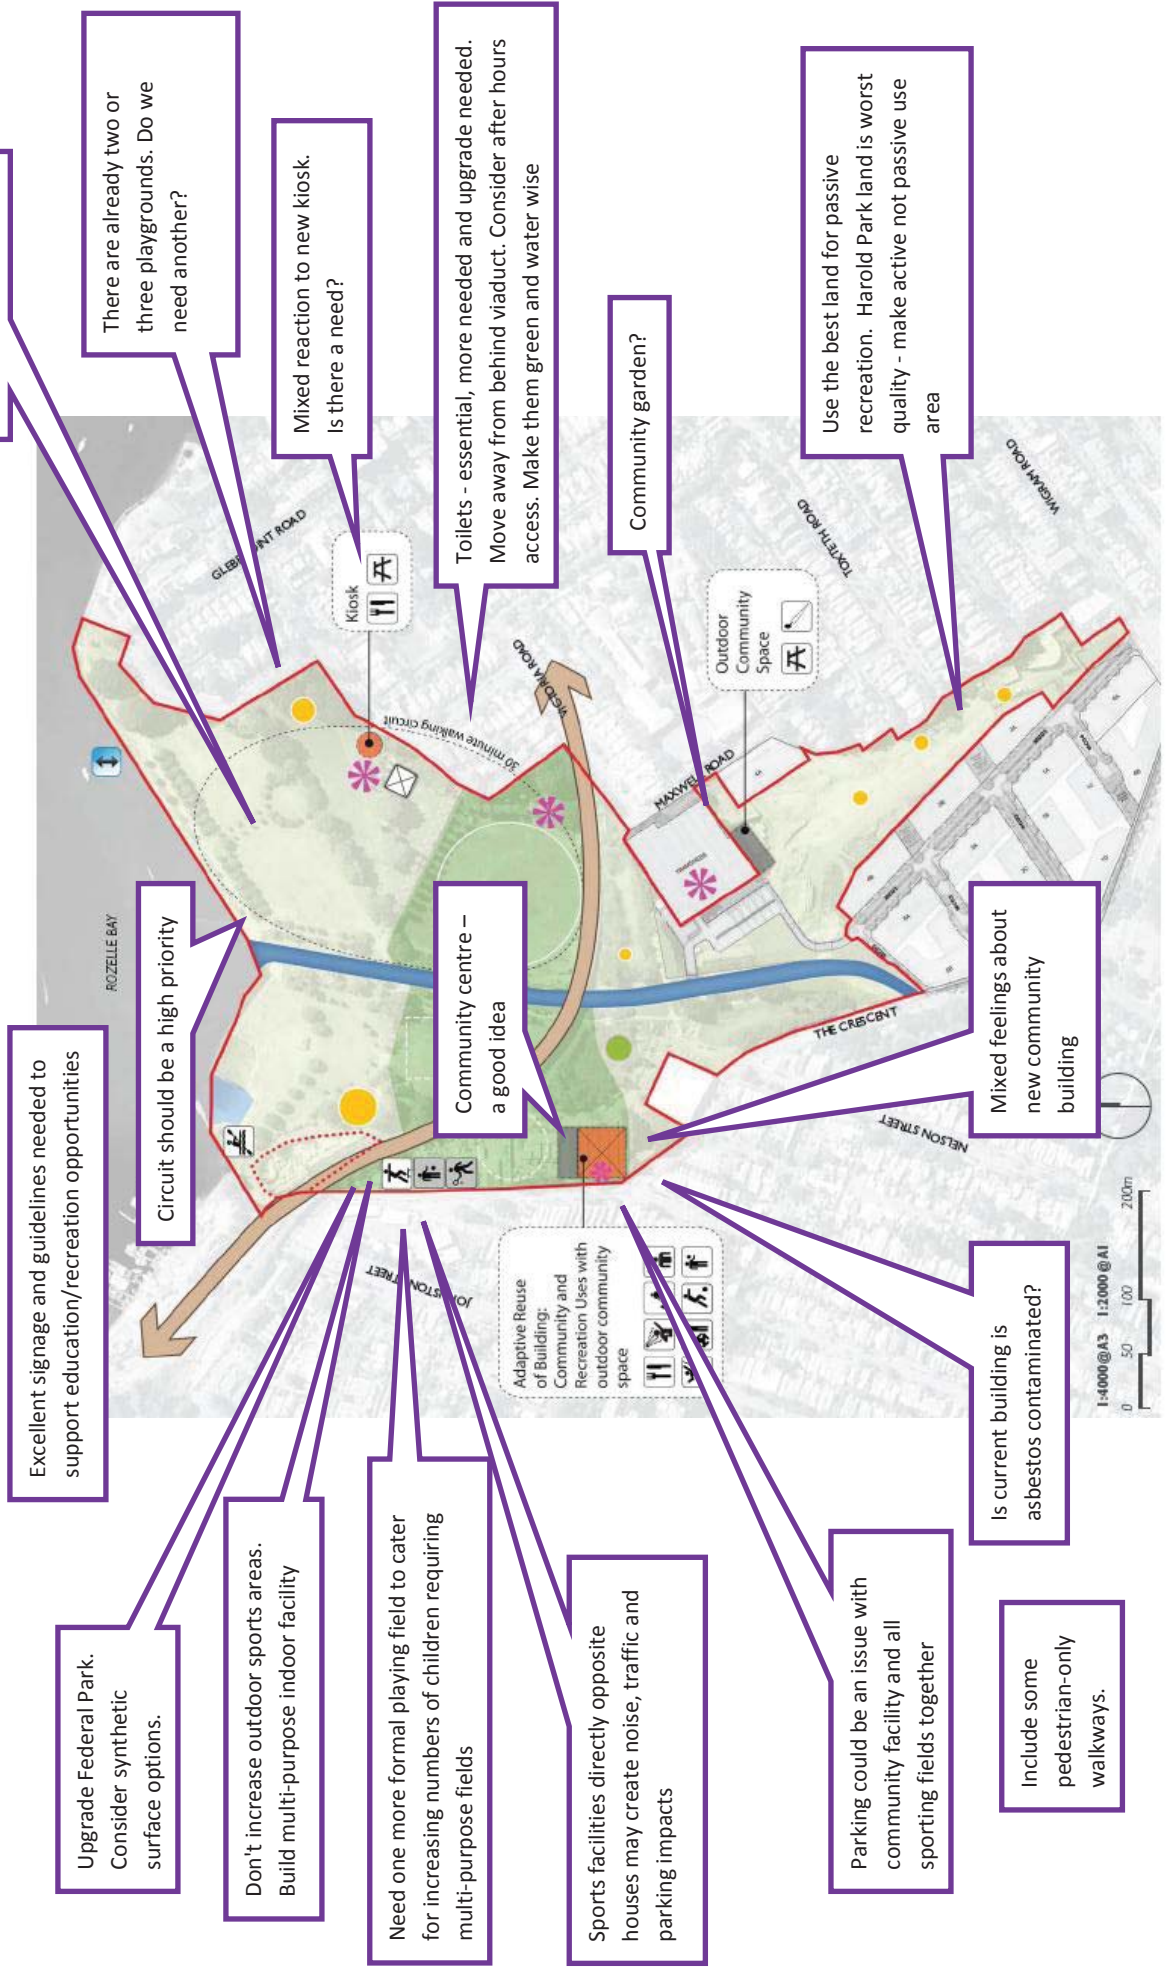 Excellent signage and guidelines needed to
support education/recreation opportunities
Upgrade Federal Park.
Consider synthetic
surface options.
There are already two or
three playgrounds. Do we
need another?
ROZELLE BAY
Circuit should be a high priority
Don't increase outdoor sports areas.
Build multi-purpose indoor facility
GLEB INT ROAD
Mixed reaction to new kiosk.
Is there a need?
Kiosk
Need one more formal playing field to cater
for increasing numbers of children requiring
multi-purpose fields
STON STREET
30 minute walking circuit
Toilets - essential, more needed and upgrade needed.
Move away from behind viaduct. Consider after hours
access. Make them green and water wise
Community centre –
a good idea
VICTORIA ROAD
Adaptive Reuse
of Building:
Community and
Recreation Uses with
outdoor community
space
Sports facilities directly opposite
houses may create noise, traffic and
parking impacts
Community garden?
MAXWEL ROAD
Outdoor
Community
Space
TOXTETH ROAD
THE CRESCENT
NELSON STREET
Use the best land for passive
recreation. Harold Park land is worst
quality - make active not passive use
area
WIGRAM ROAD
Parking could be an issue with
community facility and all
sporting fields together
Is current building is
asbestos contaminated?
Mixed feelings about
new community
building
Include some
pedestrian-only
walkways.
1:4000@A3 1:2000@A1
0 50 100 200m